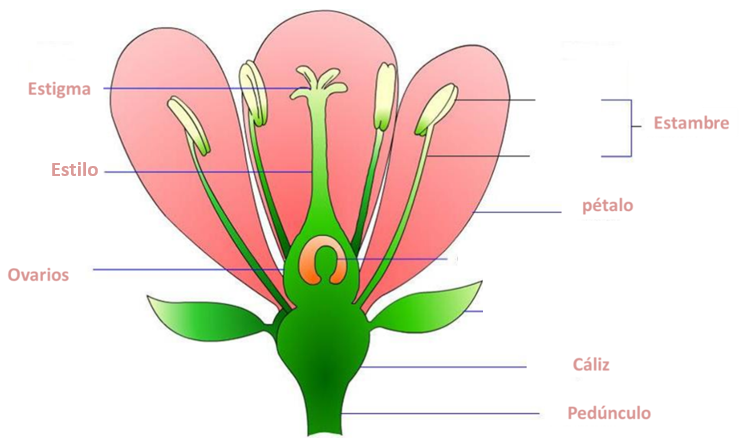 Estigma
Estambre
Estilo
pétalo
Ovarios
Cáliz
Pedúnculo